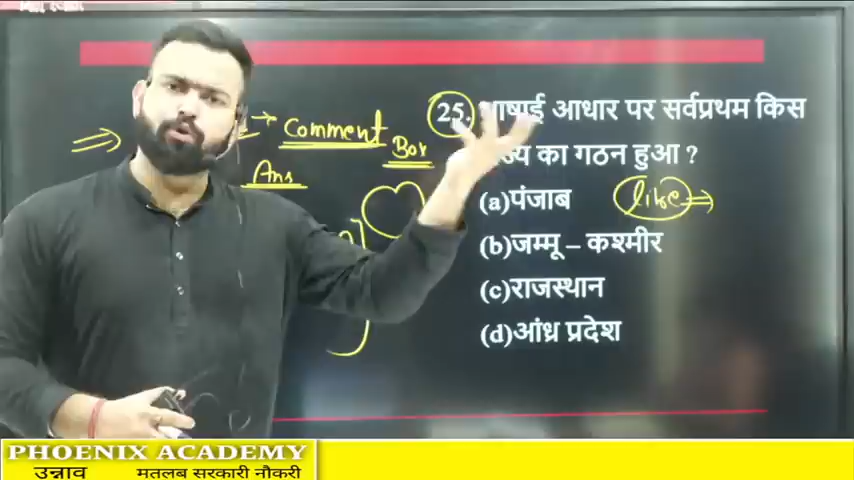 25. भाषाई आधार पर सर्वप्रथम किस
का गठन हुआ ?
(a)पंजाब
(b)जम्मू – कश्मीर
(c)राजस्थान
(d)आंध्र प्रदेश
comment
Box
Ans
like
PHOENIX ACADEMY
उन्नाव मतलब सरकारी नौकरी